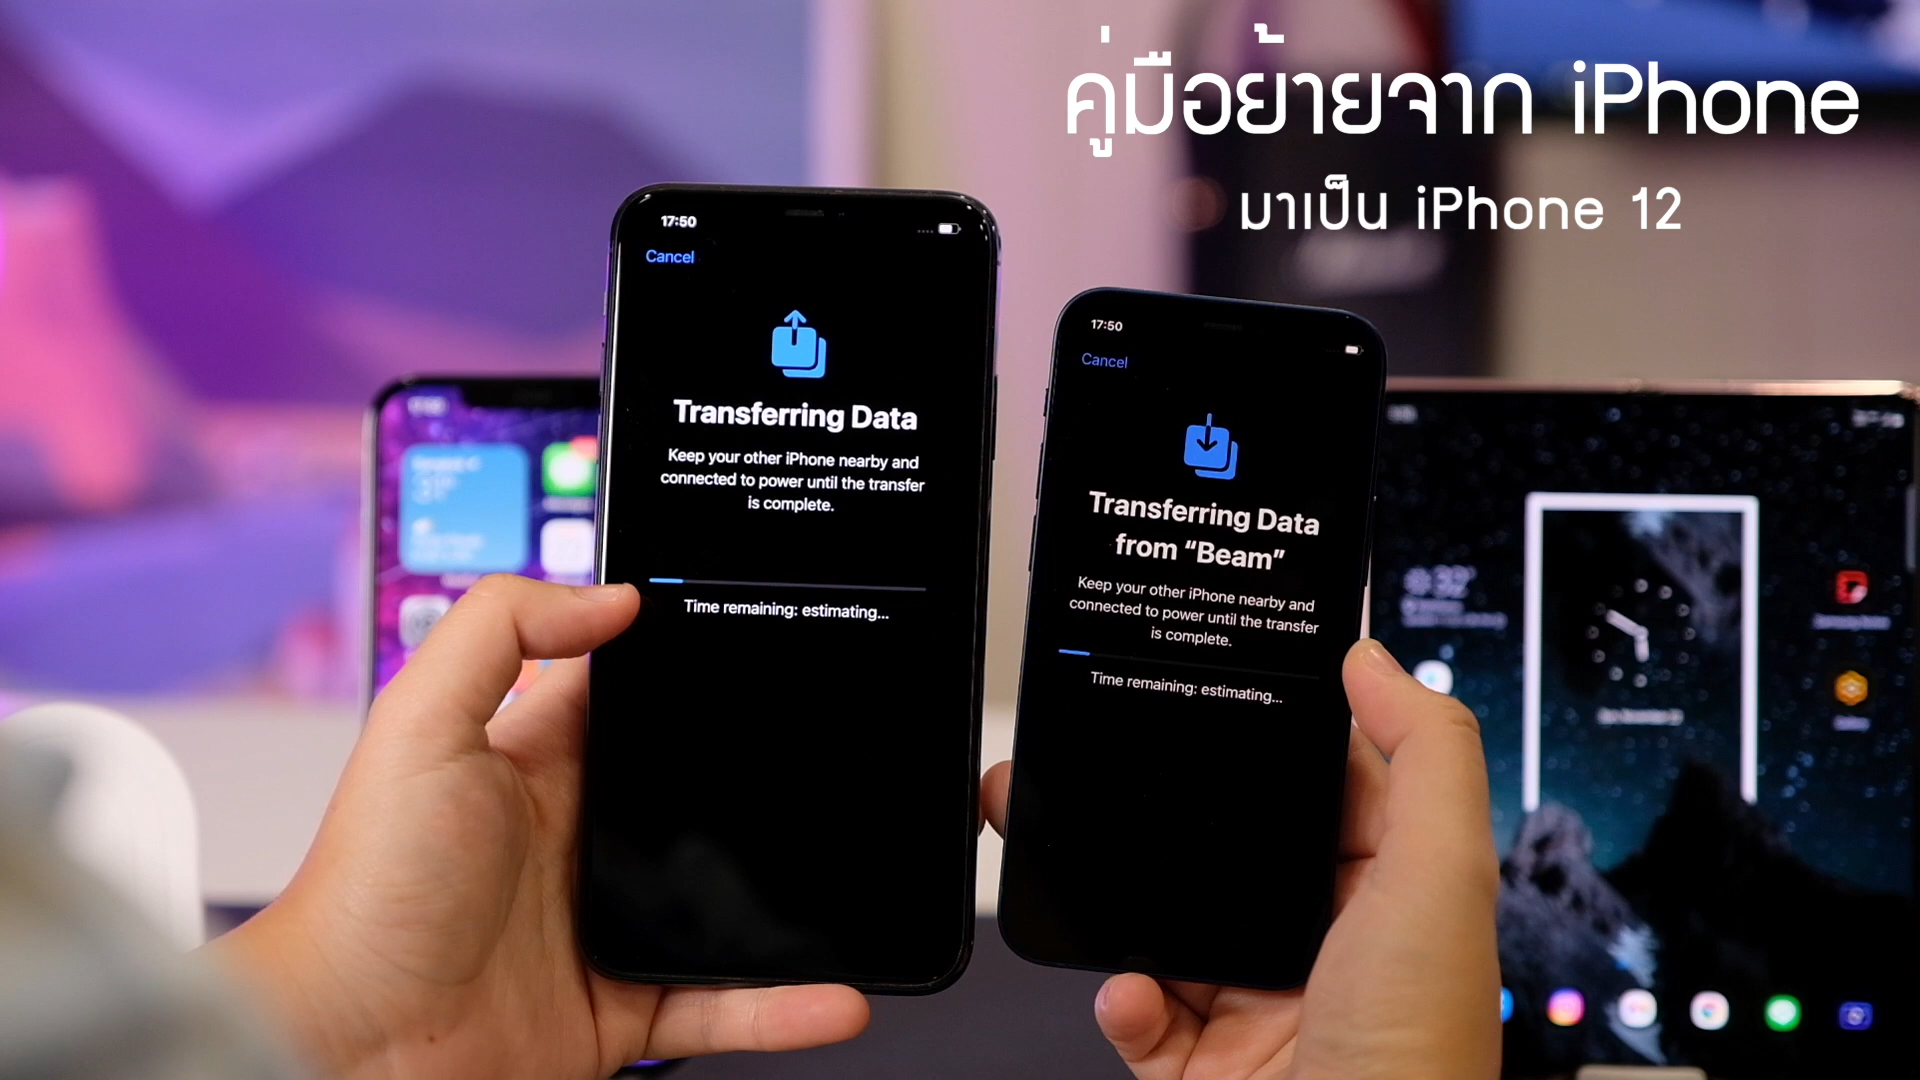 คู่มือย้ายจาก iPhone
มาเป็น iPhone 12
17:50
Cancel
Transferring Data
Keep your other iPhone nearby and
connected to power until the transfer
is complete.
Time remaining: estimating...
17:50
Cancel
Transferring Data
from “Beam”
Keep your other iPhone nearby and
connected to power until the transfer
is complete.
Time remaining: estimating...
32°